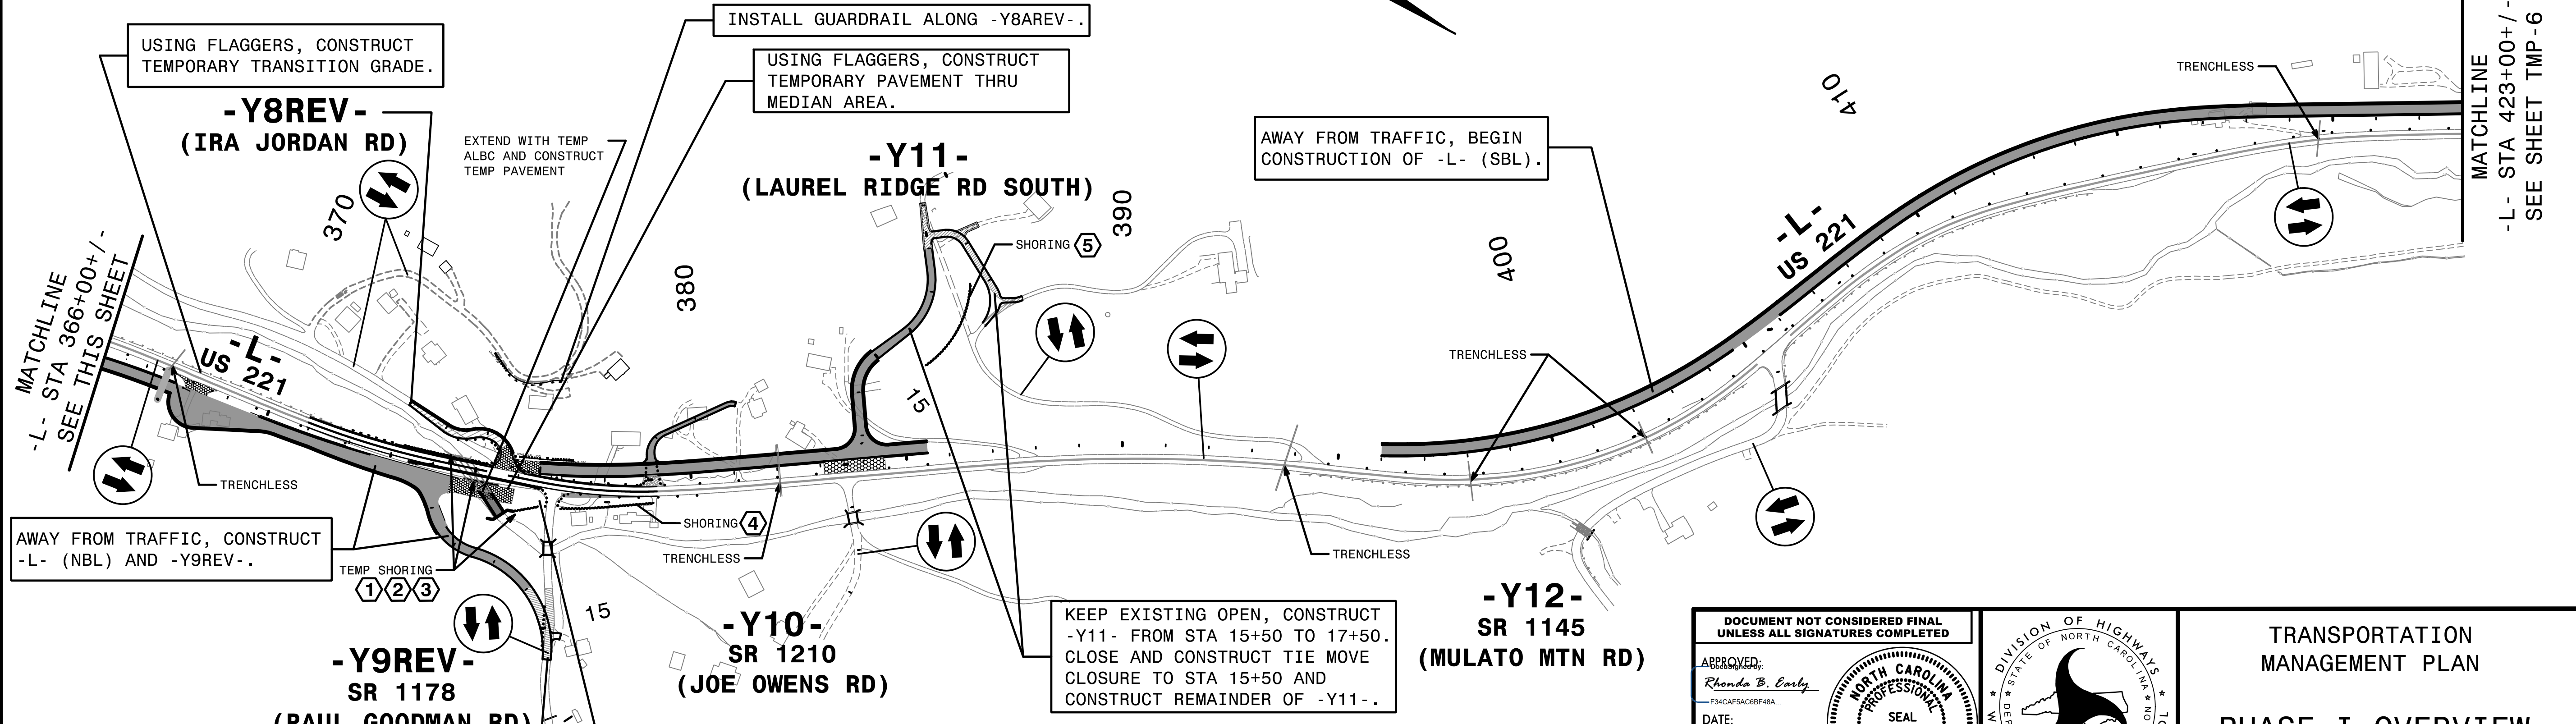 INSTALL GUARDRAIL ALONG -Y8AREV-.
USING FLAGGERS, CONSTRUCT
TEMPORARY TRANSITION GRADE.
USING FLAGGERS, CONSTRUCT
TEMPORARY PAVEMENT THRU
MEDIAN AREA.
-Y8REV-
(IRA JORDAN RD)
EXTEND WITH TEMP
ALBC AND CONSTRUCT
TEMP PAVEMENT
-Y11-
(LAUREL RIDGE RD SOUTH)
AWAY FROM TRAFFIC, BEGIN
CONSTRUCTION OF -L- (SBL).
TRENCHLESS
410
MATCHLINE
-L- STA 423+00+/-
SEE SHEET TMP-6
370
380
390
400
SHORING 5
-L-
US 221
MATCHLINE
-L- STA 366+00+/-
SEE THIS SHEET
-L-
US 221
15
TRENCHLESS
TRENCHLESS
SHORING 4
TRENCHLESS
TRENCHLESS
AWAY FROM TRAFFIC, CONSTRUCT
-L- (NBL) AND -Y9REV-.
TEMP SHORING
1 2 3
15
-Y9REV-
SR 1178
(PAUL GOODMAN RD)
-Y10-
SR 1210
(JOE OWENS RD)
KEEP EXISTING OPEN, CONSTRUCT
-Y11- FROM STA 15+50 TO 17+50.
CLOSE AND CONSTRUCT TIE MOVE
CLOSURE TO STA 15+50 AND
CONSTRUCT REMAINDER OF -Y11-.
-Y12-
SR 1145
(MULATO MTN RD)
DOCUMENT NOT CONSIDERED FINAL
UNLESS ALL SIGNATURES COMPLETED
APPROVED:
DocuSigned by:
Rhonda B. Early
F34CAF5AC6BF48A...
DATE:
NORTH CAROLINA
PROFESSIONAL
SEAL
DIVISION OF HIGHWAYS
STATE OF NORTH CAROLINA
TRANSPORTATION
MANAGEMENT PLAN
PHASE I OVERVIEW